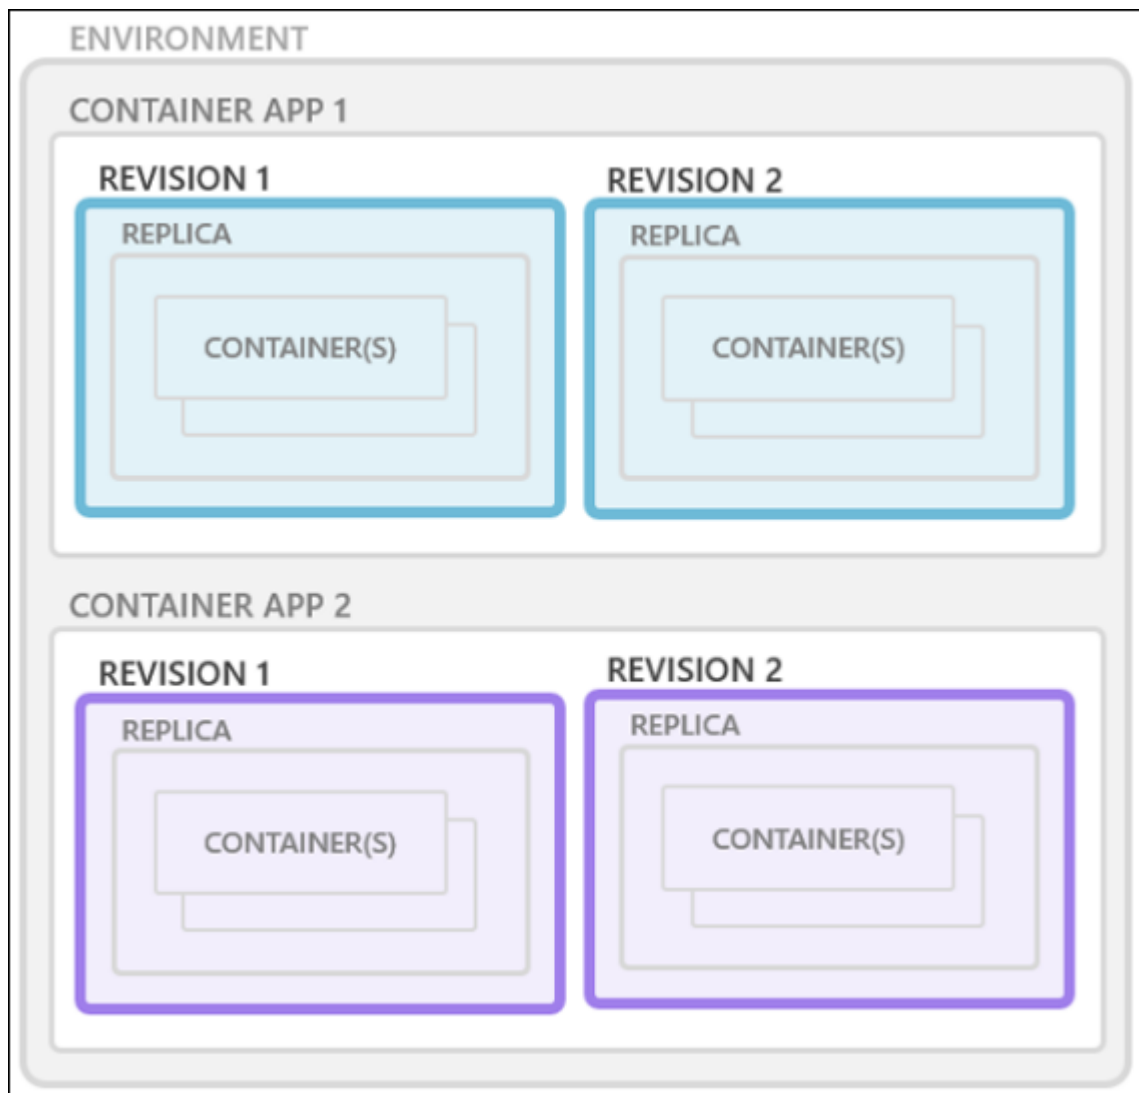 ENVIRONMENT
CONTAINER APP 1
REVISION 1
REVISION 2
REPLICA
REPLICA
CONTAINER(S)
CONTAINER(S)
CONTAINER APP 2
REVISION 1
REVISION 2
REPLICA
REPLICA
CONTAINER(S)
CONTAINER(S)